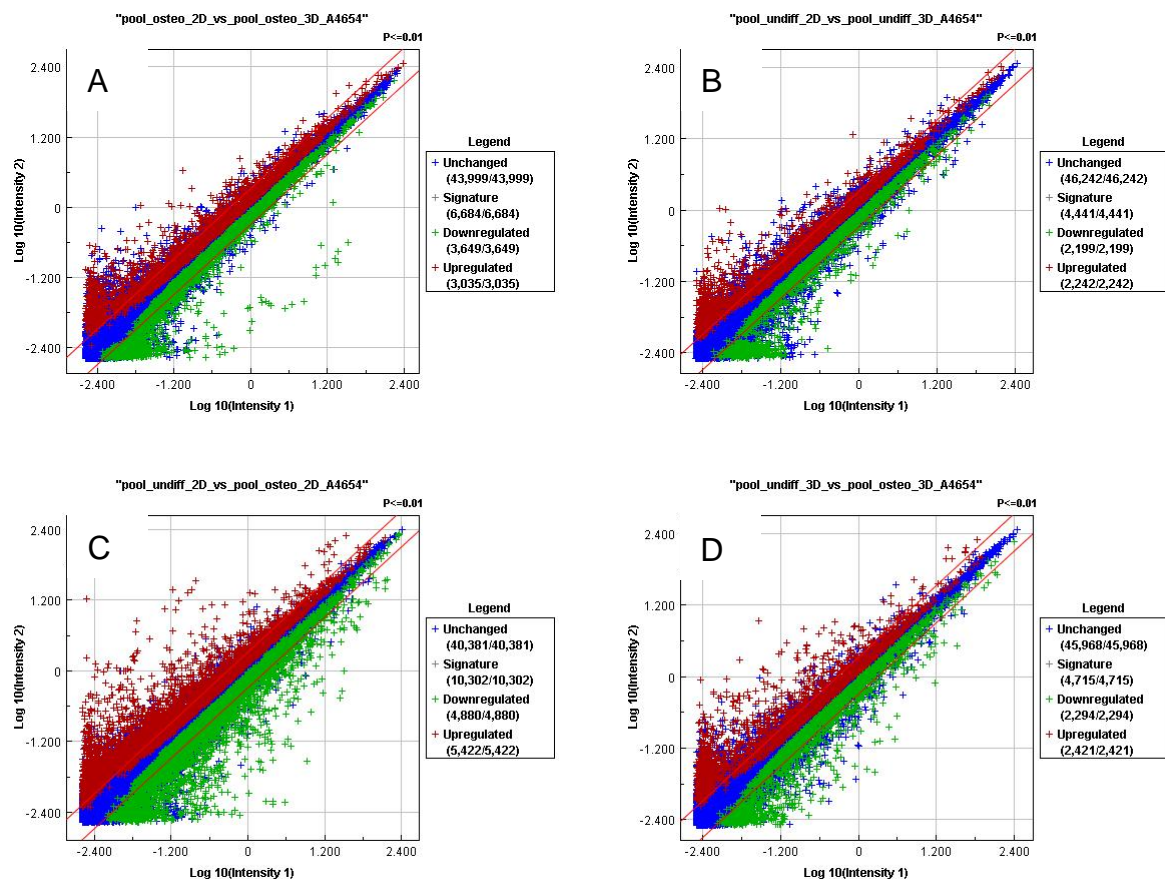 "pool_osteo_2D_vs_pool_osteo_3D_A4654"
P<=0.01
A
2.400
1.200
0
-1.200
-2.400
Log 10(Intensity 2)
-2.400 -1.200 0 1.200 2.400
Log 10(Intensity 1)
Legend
Unchanged
(43,999/43,999)
Signature
(6,684/6,684)
Downregulated
(3,649/3,649)
Upregulated
(3,035/3,035)
"pool_undiff_2D_vs_pool_undiff_3D_A4654"
P<=0.01
B
2.400
1.200
0
-1.200
-2.400
Log 10(Intensity 2)
-2.400 -1.200 0 1.200 2.400
Log 10(Intensity 1)
Legend
Unchanged
(46,242/46,242)
Signature
(4,441/4,441)
Downregulated
(2,199/2,199)
Upregulated
(2,242/2,242)
"pool_undiff_2D_vs_pool_osteo_2D_A4654"
P<=0.01
C
2.400
1.200
0
-1.200
-2.400
Log 10(Intensity 2)
-2.400 -1.200 0 1.200 2.400
Log 10(Intensity 1)
Legend
Unchanged
(40,381/40,381)
Signature
(10,302/10,302)
Downregulated
(4,880/4,880)
Upregulated
(5,422/5,422)
"pool_undiff_3D_vs_pool_osteo_3D_A4654"
P<=0.01
D
2.400
1.200
0
-1.200
-2.400
Log 10(Intensity 2)
-2.400 -1.200 0 1.200 2.400
Log 10(Intensity 1)
Legend
Unchanged
(45,968/45,968)
Signature
(4,715/4,715)
Downregulated
(2,294/2,294)
Upregulated
(2,421/2,421)